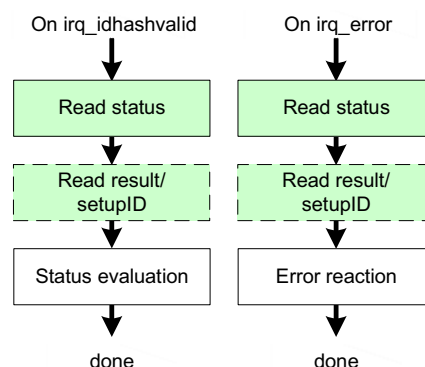 On irq_idhashvalid
Read status
Read result/
setupID
Status evaluation
done
On irq_error
Read status
Read result/
setupID
Error reaction
done